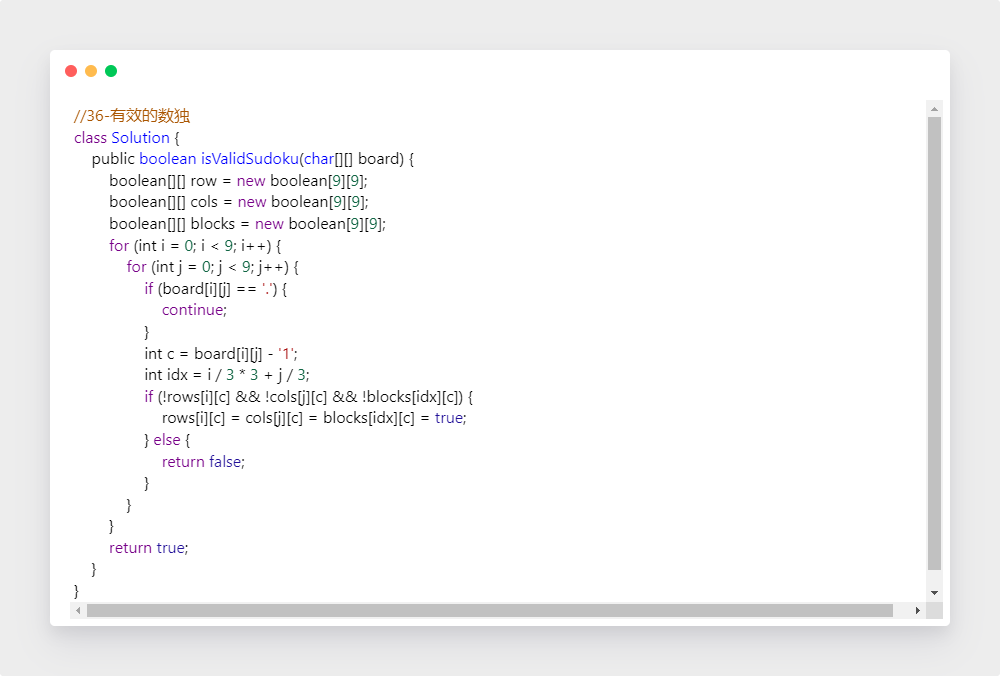 //36-有效的数独
class Solution {
    public boolean isValidSudoku(char[][] board) {
        boolean[][] row = new boolean[9][9];
        boolean[][] cols = new boolean[9][9];
        boolean[][] blocks = new boolean[9][9];
        for (int i = 0; i < 9; i++) {
            for (int j = 0; j < 9; j++) {
                if (board[i][j] == '.') {
                    continue;
                }
                int c = board[i][j] - '1';
                int idx = i / 3 * 3 + j / 3;
                if (!rows[i][c] && !cols[j][c] && !blocks[idx][c]) {
                    rows[i][c] = cols[j][c] = blocks[idx][c] = true;
                } else {
                    return false;
                }
            }
        }
        return true;
    }
}